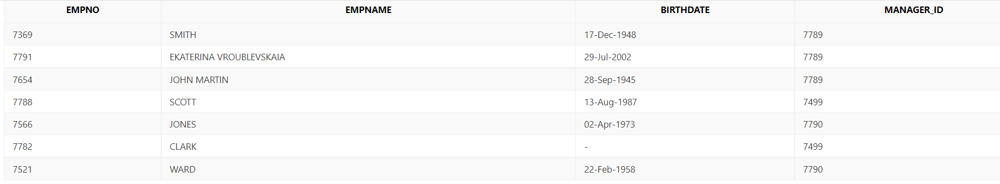 EMPNO EMPNAME BIRTHDATE MANAGER_ID
7369 SMITH 17-Dec-1948 7789
7791 EKATERINA VROUBLEVSKAIA 29-Jul-2002 7789
7654 JOHN MARTIN 28-Sep-1945 7789
7788 SCOTT 13-Aug-1987 7499
7566 JONES 02-Apr-1973 7790
7782 CLARK - 7499
7521 WARD 22-Feb-1958 7790